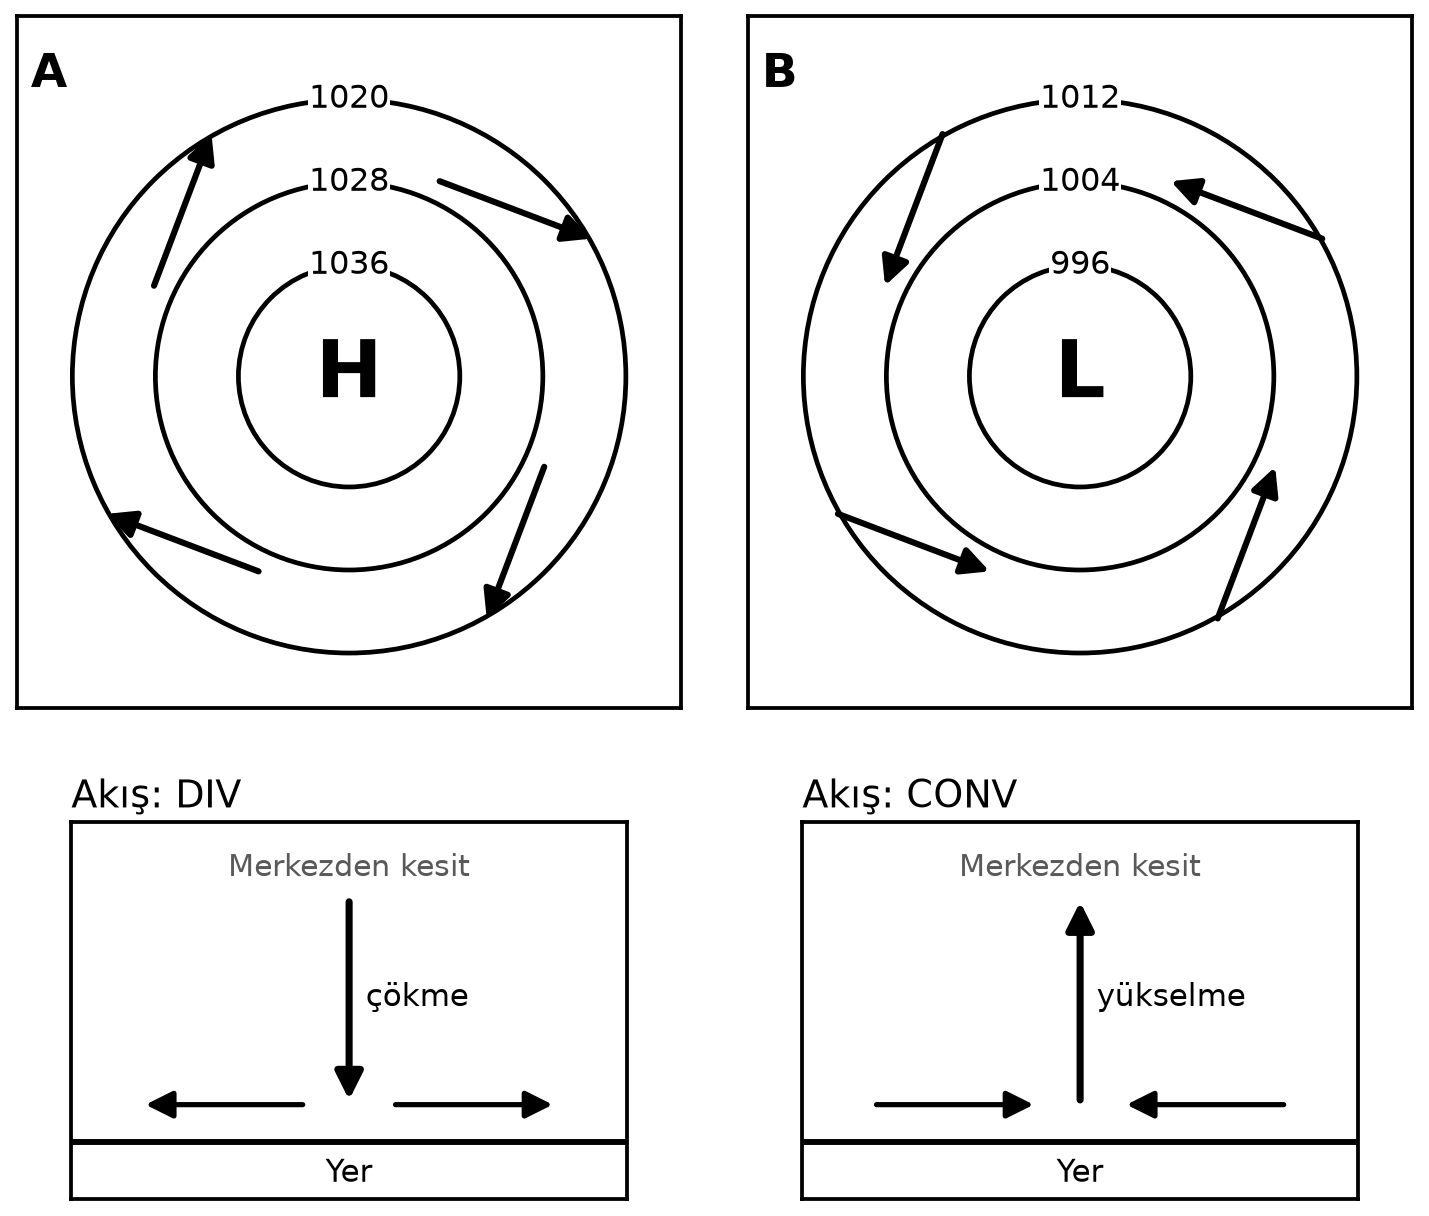 A
1020
1028
1036
H
B
1012
1004
996
L
Akış: DIV
Merkezden kesit
çökme
Yer
Akış: CONV
Merkezden kesit
yükselme
Yer